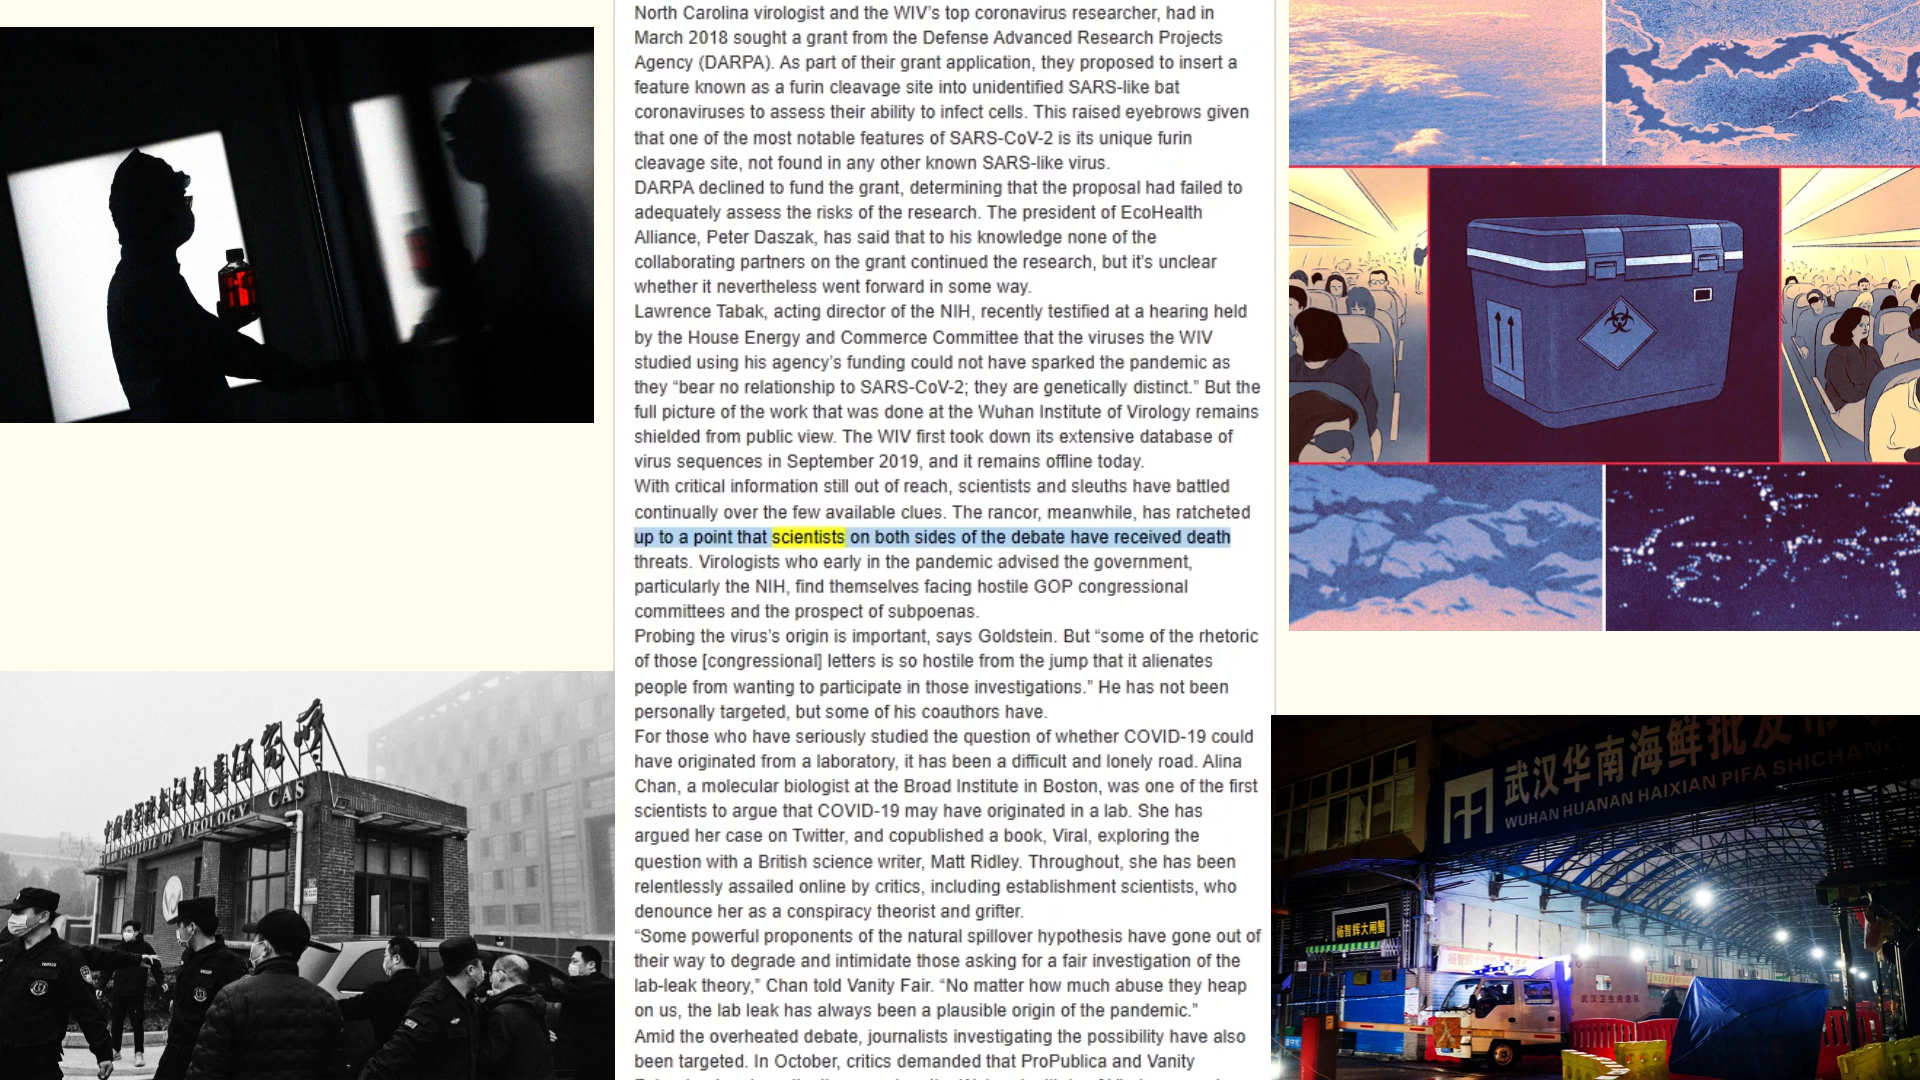 North Carolina virologist and the WIV’s top coronavirus researcher, had in
March 2018 sought a grant from the Defense Advanced Research Projects
Agency (DARPA). As part of their grant application, they proposed to insert a
feature known as a furin cleavage site into unidentified SARS-like bat
coronaviruses to assess their ability to infect cells. This raised eyebrows given
that one of the most notable features of SARS-CoV-2 is its unique furin
cleavage site, not found in any other known SARS-like virus.
DARPA declined to fund the grant, determining that the proposal had failed to
adequately assess the risks of the research. The president of EcoHealth
Alliance, Peter Daszak, has said that to his knowledge none of the
collaborating partners on the grant continued the research, but it’s unclear
whether it nevertheless went forward in some way.
Lawrence Tabak, acting director of the NIH, recently testified at a hearing held
by the House Energy and Commerce Committee that the viruses the WIV
studied using his agency’s funding could not have sparked the pandemic as
they “bear no relationship to SARS-CoV-2; they are genetically distinct.” But the
full picture of the work that was done at the Wuhan Institute of Virology remains
shielded from public view. The WIV first took down its extensive database of
virus sequences in September 2019, and it remains offline today.
With critical information still out of reach, scientists and sleuths have battled
continually over the few available clues. The rancor, meanwhile, has ratcheted
up to a point that scientists on both sides of the debate have received death
threats. Virologists who early in the pandemic advised the government,
particularly the NIH, find themselves facing hostile GOP congressional
committees and the prospect of subpoenas.
Probing the virus’s origin is important, says Goldstein. But “some of the rhetoric
of those [congressional] letters is so hostile from the jump that it alienates
people from wanting to participate in those investigations.” He has not been
personally targeted, but some of his coauthors have.
For those who have seriously studied the question of whether COVID-19 could
have originated from a laboratory, it has been a difficult and lonely road. Alina
Chan, a molecular biologist at the Broad Institute in Boston, was one of the first
scientists to argue that COVID-19 may have originated in a lab. She has
argued her case on Twitter, and copublished a book, Viral, exploring the
question with a British science writer, Matt Ridley. Throughout, she has been
relentlessly assailed online by critics, including establishment scientists, who
denounce her as a conspiracy theorist and grifter.
“Some powerful proponents of the natural spillover hypothesis have gone out of
their way to degrade and intimidate those asking for a fair investigation of the
lab-leak theory,” Chan told Vanity Fair. “No matter how much abuse they heap
on us, the lab leak has always been a plausible origin of the pandemic.”
Amid the overheated debate, journalists investigating the possibility have also
been targeted. In October, critics demanded that ProPublica and Vanity
INSTITUTE OF VIROLOGY, CAS
武汉华南海鲜批发市
WUHAN HUANAN HAIXIAN PIFA SHICHANG
杨智辉大闸蟹